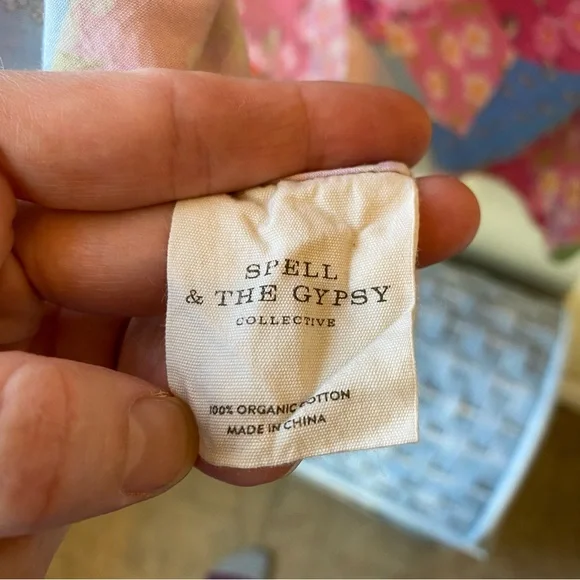 SPELL
& THE GYPSY
COLLECTIVE
100% ORGANIC COTTON
MADE IN CHINA